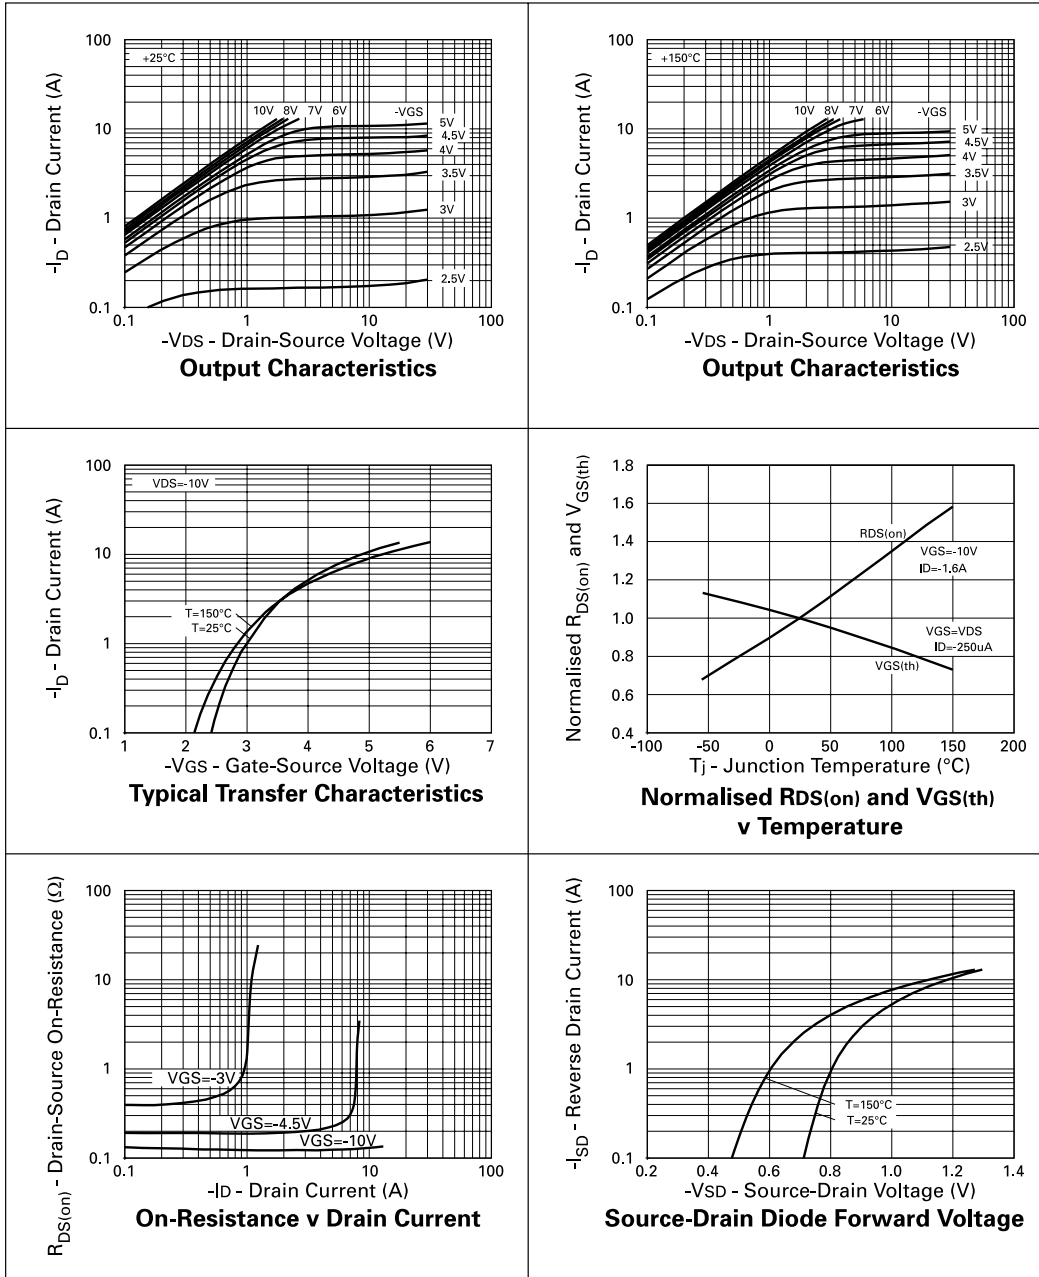 100
+25°C
10V 8V 7V 6V -VGS
10
5V
4.5V
4V
3.5V
1
3V
2.5V
0.1
0.1 1 10 100
-ID - Drain Current (A)
-VDS - Drain-Source Voltage (V)
Output Characteristics
100
+150°C
10V 8V 7V 6V -VGS
10
5V
4.5V
4V
3.5V
3V
1
2.5V
0.1
0.1 1 10 100
-ID - Drain Current (A)
-VDS - Drain-Source Voltage (V)
Output Characteristics
100
VDS=-10V
10
T=150°C
T=25°C
1
0.1
1 2 3 4 5 6 7
-ID - Drain Current (A)
-VGS - Gate-Source Voltage (V)
Typical Transfer Characteristics
1.8
1.6
RDS(on)
1.4
VGS=-10V
ID=-1.6A
1.2
1.0
VGS=VDS
ID=-250uA
0.8
VGS(th)
0.6
0.4
-100 -50 0 50 100 150 200
Normalised RDS(on) and VGS(th)
Tj - Junction Temperature (°C)
Normalised RDS(on) and VGS(th)
v Temperature
100
10
1
VGS=-3V
VGS=-4.5V
VGS=-10V
0.1
0.1 1 10 100
RDS(on) - Drain-Source On-Resistance (Ω)
-ID - Drain Current (A)
On-Resistance v Drain Current
100
10
1
T=150°C
T=25°C
0.1
0.2 0.4 0.6 0.8 1.0 1.2 1.4
-ISD - Reverse Drain Current (A)
-VSD - Source-Drain Voltage (V)
Source-Drain Diode Forward Voltage